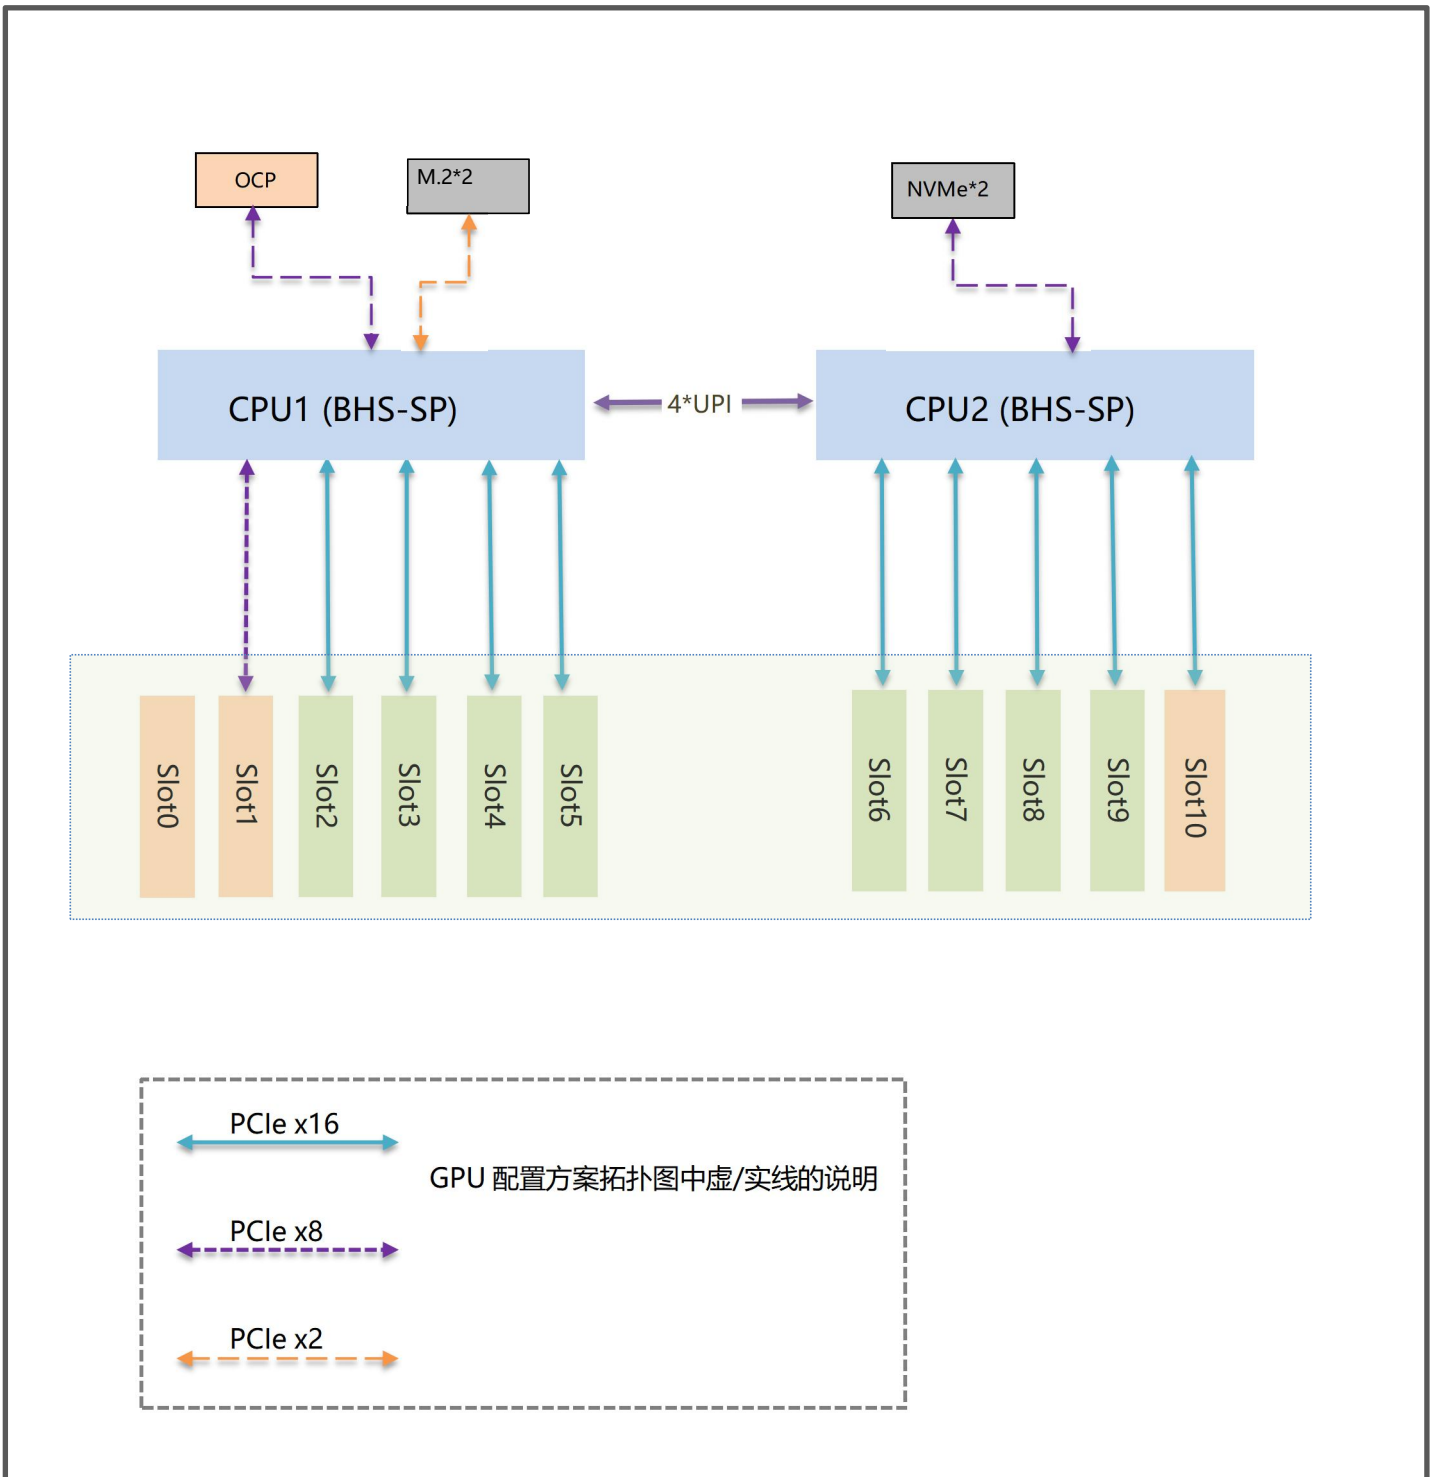 OCP
M.2*2
NVMe*2
CPU1 (BHS-SP)
4*UPI
CPU2 (BHS-SP)
Slot0
Slot1
Slot2
Slot3
Slot4
Slot5
Slot6
Slot7
Slot8
Slot9
Slot10
PCIe x16
GPU 配置方案拓扑图中虚/实线的说明
PCIe x8
PCIe x2